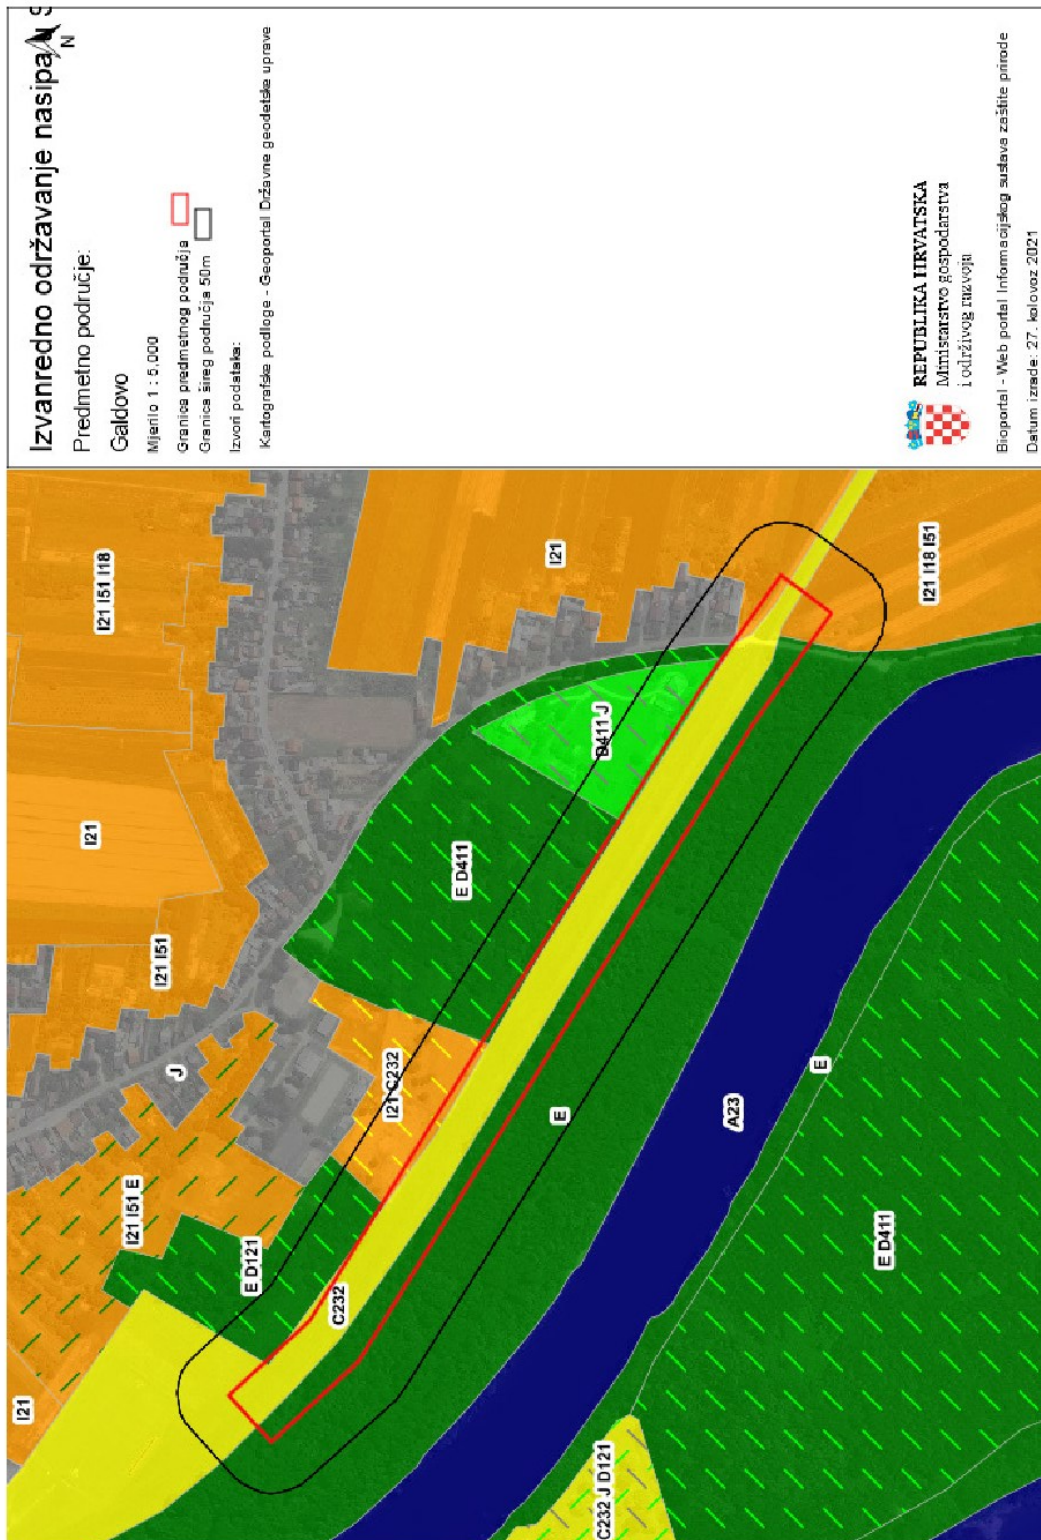 Izvanredno održavanje nasipa S
N
Predmetno područje:
Galdovo
Mjerilo 1 : 5.000
Granica predmetnog područja
Granica šireg područja 50m
Izvori podataka:
Kartografske podloge - Geoportal Državne geodetske uprave
REPUBLIKA HRVATSKA
Ministarstvo gospodarstva
i održivog razvoja
Bioportal - Web portal Informacijskog sustava zaštite prirode
Datum izrade: 27. kolovoz 2021
I21
I21 I51 E
E D121
C232
C232 J D121
J
I21 I51
I21
I21 I51 I18
I21 C232
E D411
D411 J
I21
I21 I18 I51
E
A23
E
E D411